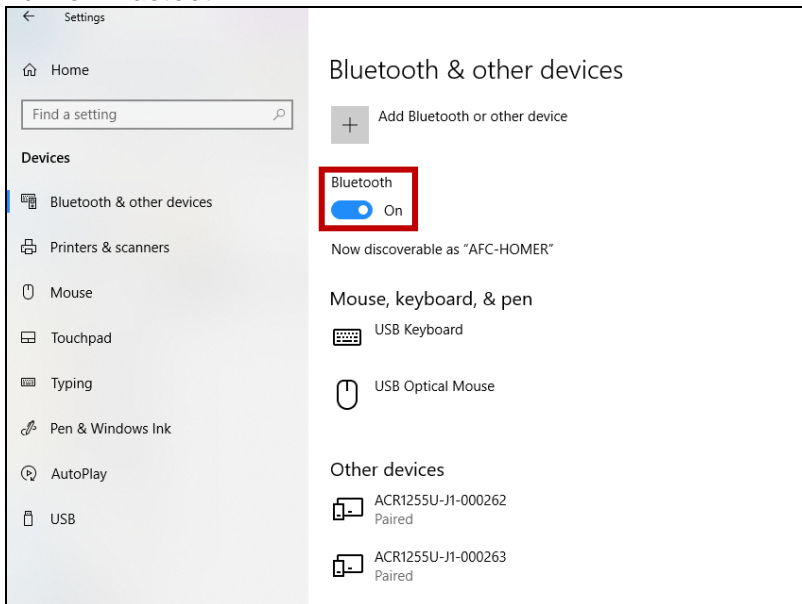 Settings
Home
Find a setting
Devices
Bluetooth & other devices
Printers & scanners
Mouse
Touchpad
Typing
Pen & Windows Ink
AutoPlay
USB
Bluetooth & other devices
Add Bluetooth or other device
Bluetooth
On
Now discoverable as “AFC-HOMER”
Mouse, keyboard, & pen
USB Keyboard
USB Optical Mouse
Other devices
ACR1255U-J1-000262
Paired
ACR1255U-J1-000263
Paired